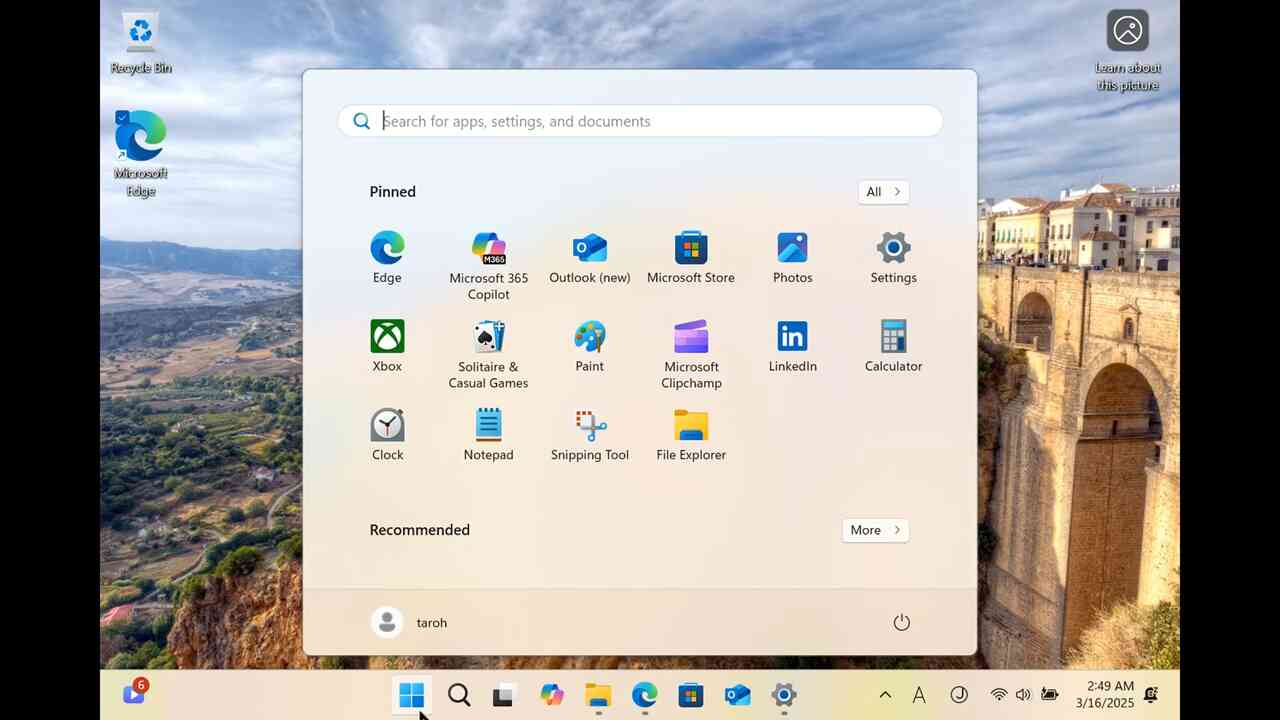 Recycle Bin
Learn about
this picture
Microsoft
Edge
Search for apps, settings, and documents
Pinned
All
Edge
Microsoft 365
Copilot
M365
Outlook (new)
Microsoft Store
Photos
Settings
Xbox
Solitaire &
Casual Games
Paint
Microsoft
Clipchamp
in
LinkedIn
Calculator
Clock
Notepad
Snipping Tool
File Explorer
Recommended
More
taroh
6
A
J
2:49 AM
3/16/2025